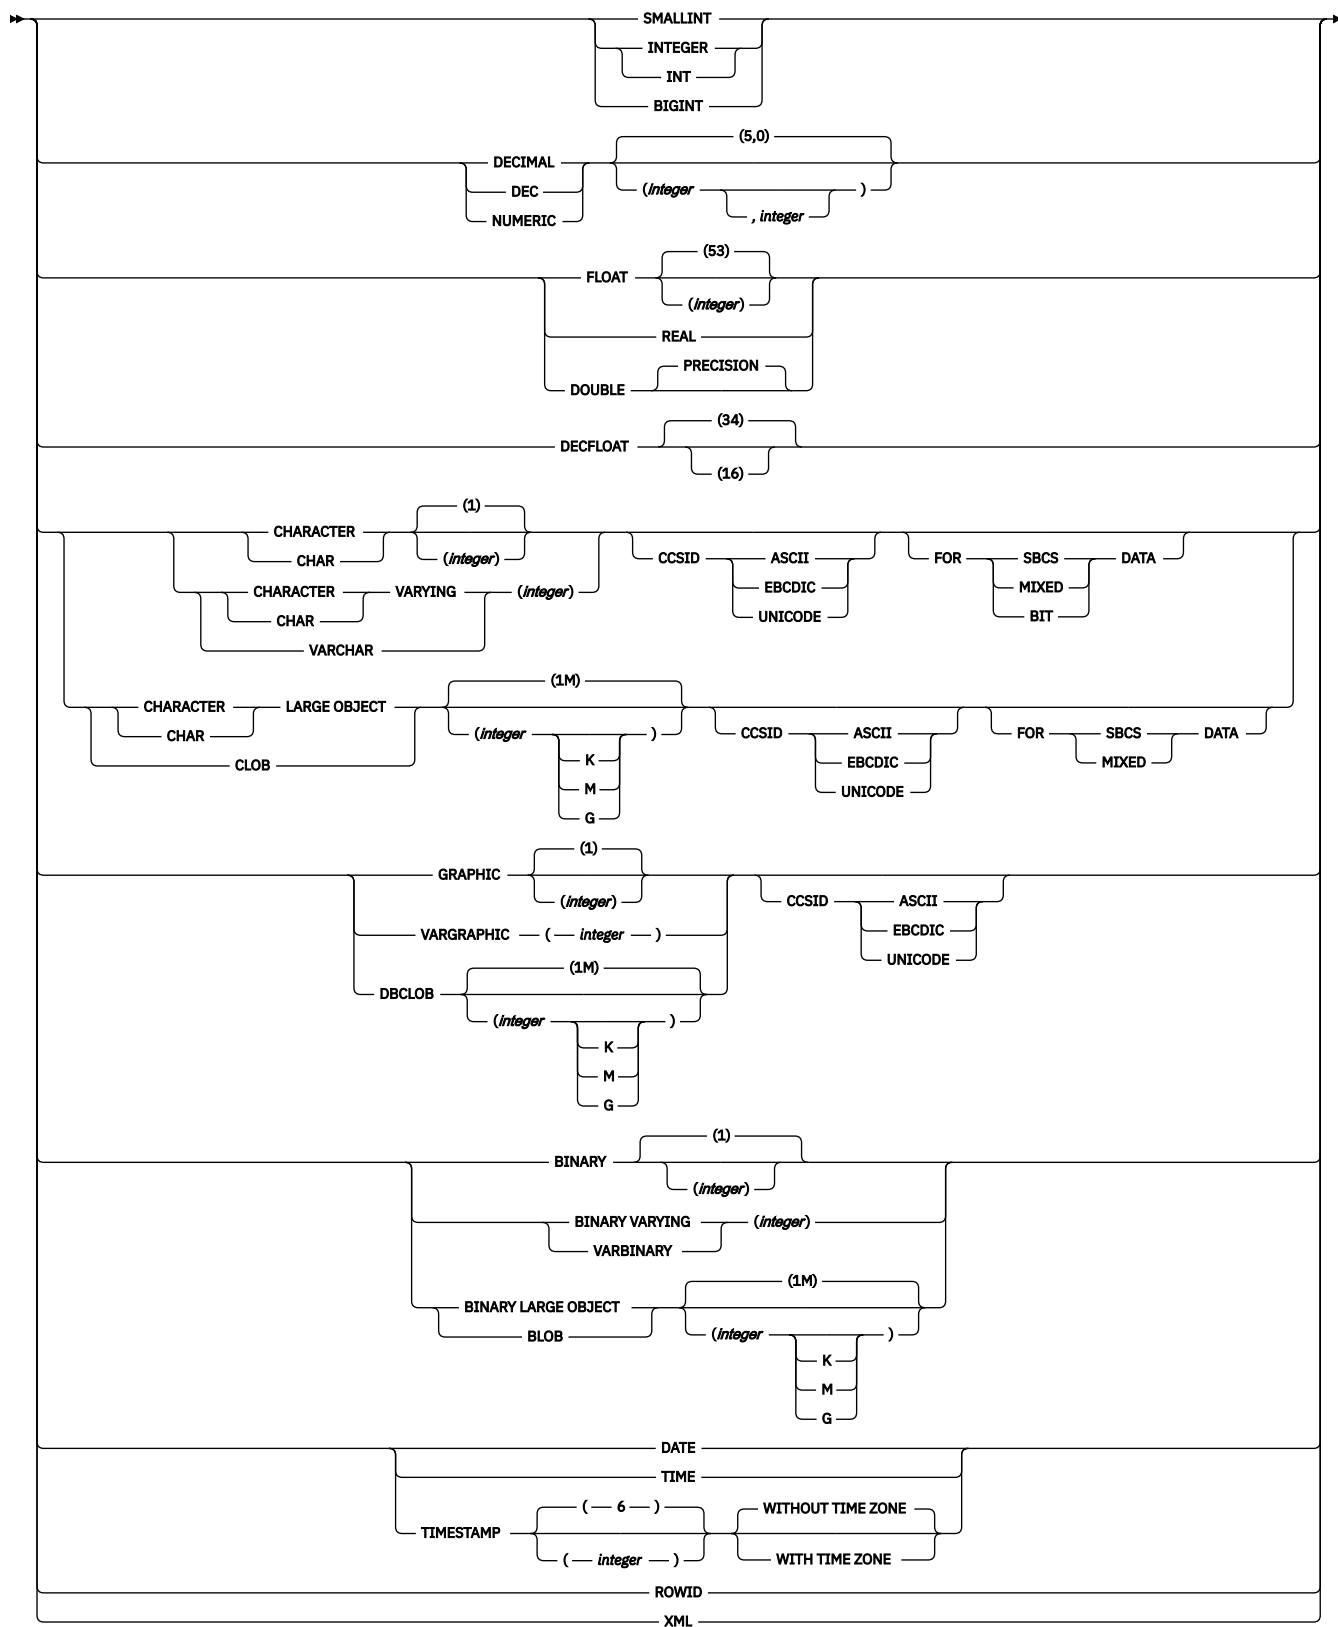 SMALLINT
INTEGER
INT
BIGINT
(5,0)
DECIMAL
DEC (integer )
NUMERIC , integer
(53)
FLOAT
(integer)
REAL
PRECISION
DOUBLE
(34)
DECFLOAT
(16)
(1)
CHARACTER
CHAR (integer) CCSID ASCII FOR SBCS DATA
EBCDIC MIXED
CHARACTER VARYING (integer)
CHAR UNICODE BIT
VARCHAR
(1M)
CHARACTER LARGE OBJECT
CHAR (integer ) CCSID ASCII FOR SBCS DATA
CLOB K EBCDIC MIXED
M UNICODE
G
(1)
GRAPHIC
(integer) CCSID ASCII
VARGRAPHIC ( integer ) EBCDIC
UNICODE
(1M)
DBCLOB
(integer )
K
M
G
(1)
BINARY
(integer)
BINARY VARYING (integer)
VARBINARY
(1M)
BINARY LARGE OBJECT
BLOB (integer )
K
M
G
DATE
TIME
( 6 ) WITHOUT TIME ZONE
TIMESTAMP
( integer ) WITH TIME ZONE
ROWID
XML